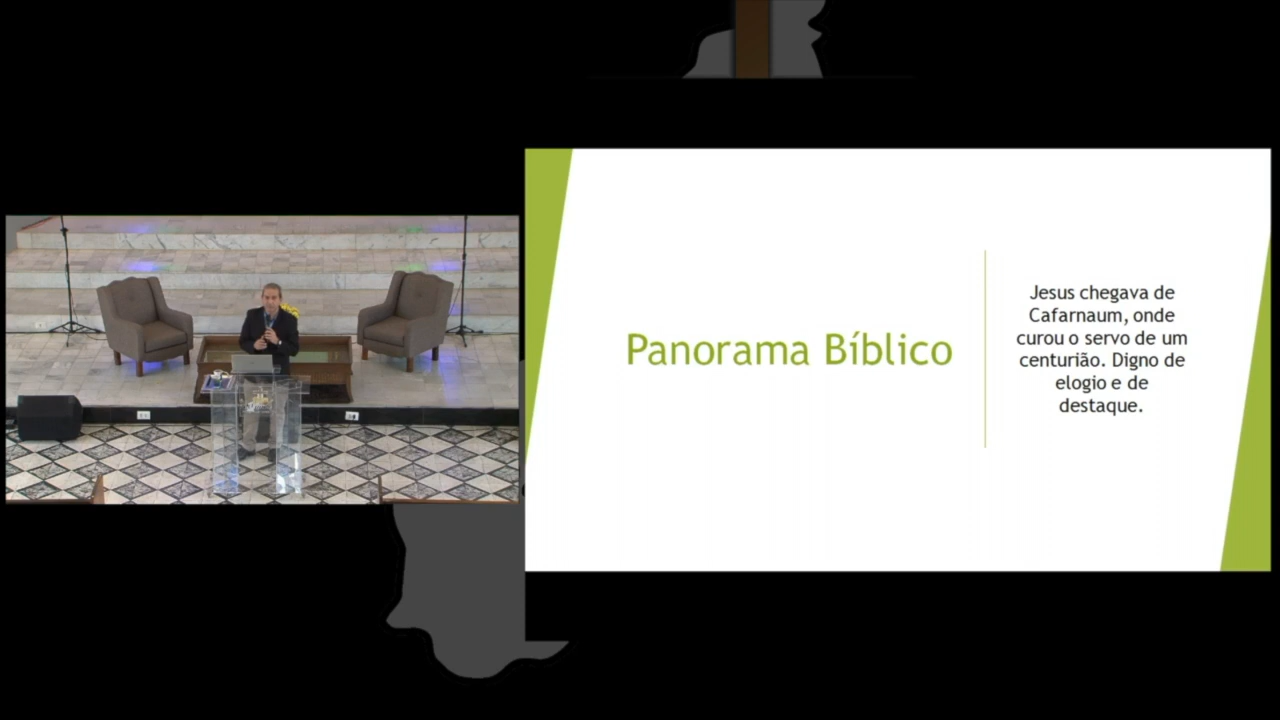 Panorama Bíblico
Jesus chegava de
Cafarnaum, onde
curou o servo de um
centurião. Digno de
elogio e de
destaque.